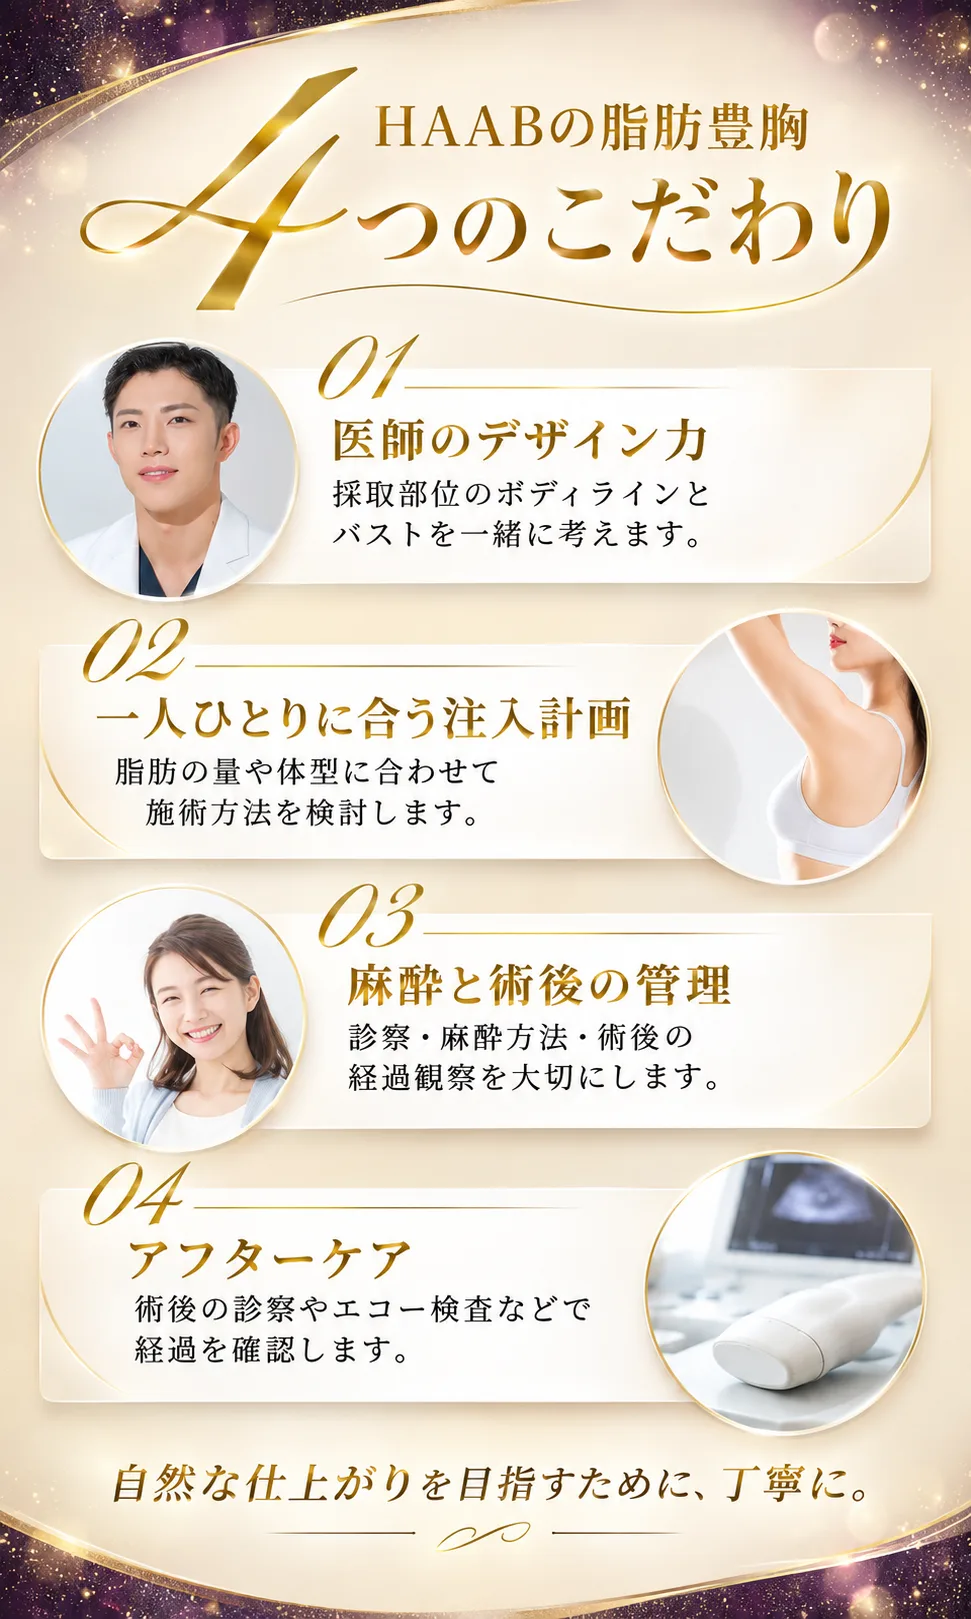 HAABの脂肪豊胸
4つのこだわり
01
医師のデザイン力
採取部位のボディラインと
バストを一緒に考えます。
02
一人ひとりに合う注入計画
脂肪の量や体型に合わせて
施術方法を検討します。
03
麻酔と術後の管理
診察・麻酔方法・術後の
経過観察を大切にします。
04
アフターケア
術後の診察やエコー検査などで
経過を確認します。
自然な仕上がりを目指すために、丁寧に。